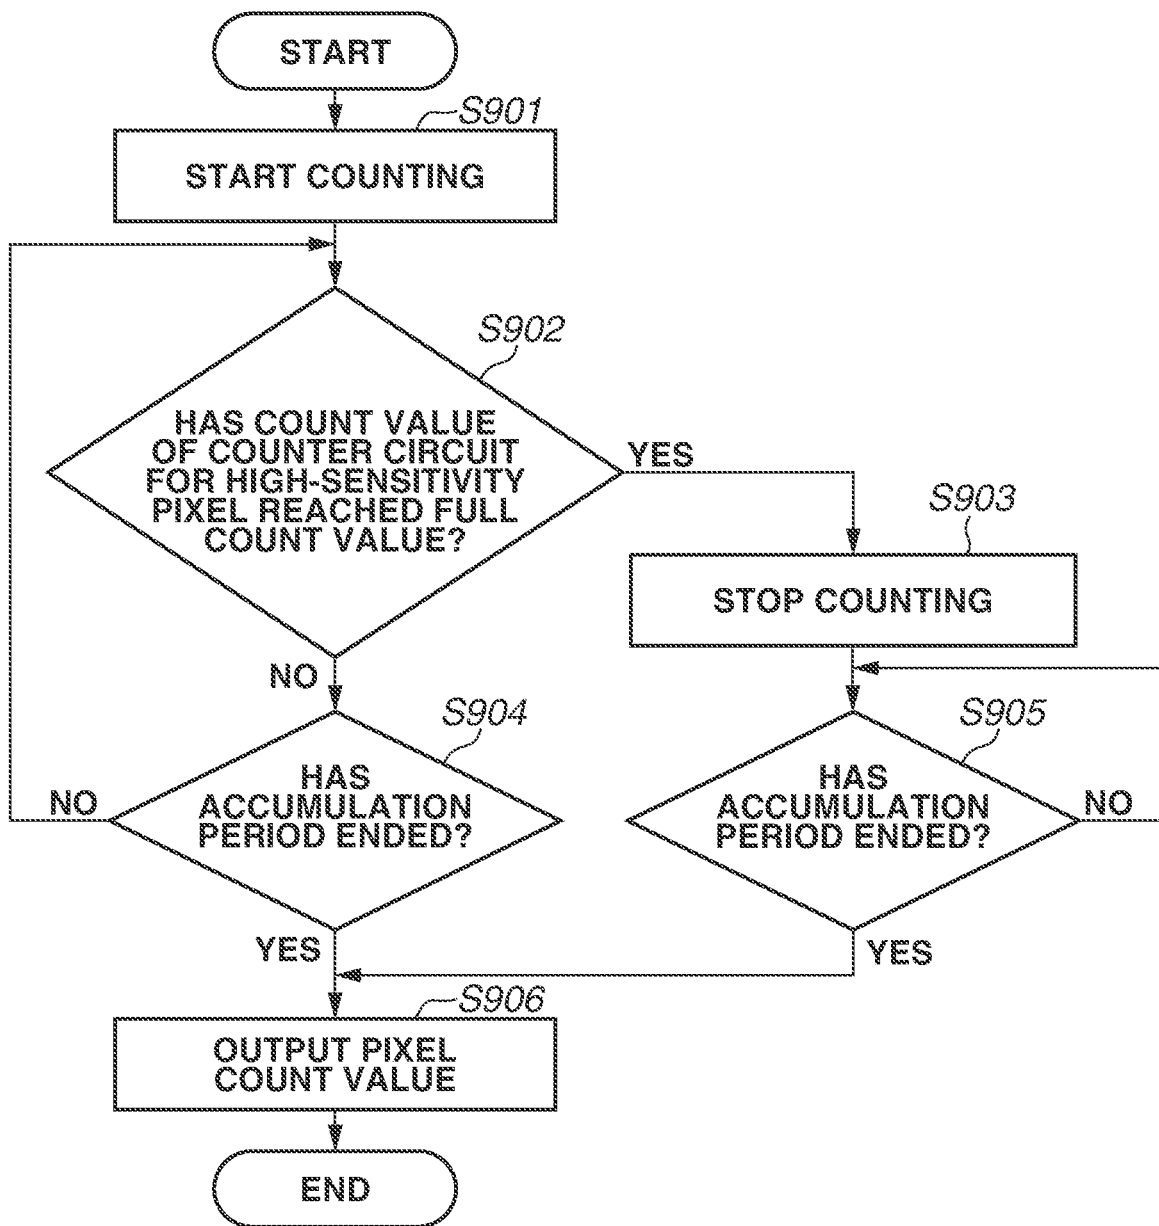 START
S901
START COUNTING
S902
HAS COUNT VALUE
OF COUNTER CIRCUIT
FOR HIGH-SENSITIVITY
PIXEL REACHED FULL
COUNT VALUE?
YES
S903
STOP COUNTING
NO
S904
HAS
ACCUMULATION
PERIOD ENDED?
NO
YES
S905
HAS
ACCUMULATION
PERIOD ENDED?
NO
YES
S906
OUTPUT PIXEL
COUNT VALUE
END